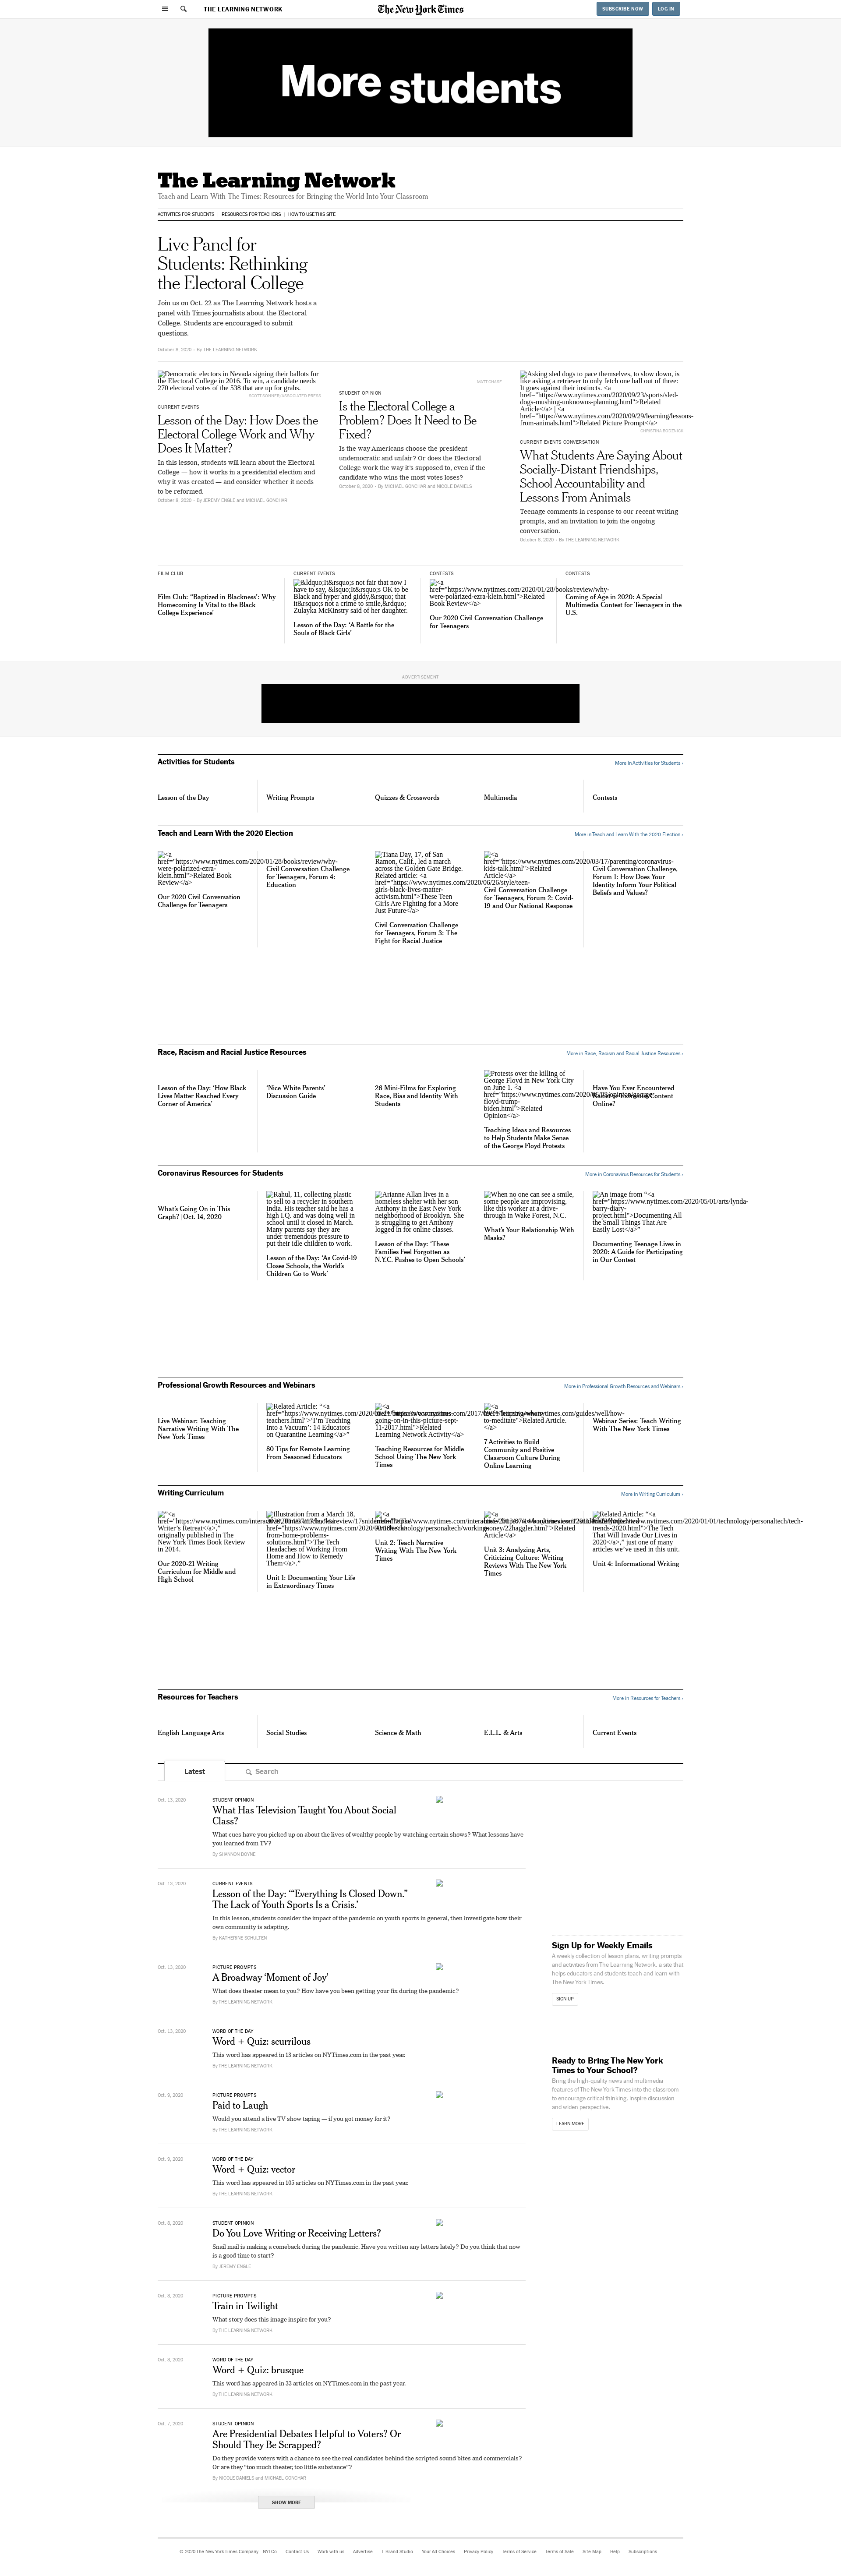 THE LEARNING NETWORK
The New York Times
SUBSCRIBE NOW
LOG IN
More students
The Learning Network
Teach and Learn With The Times: Resources for Bringing the World Into Your Classroom
ACTIVITIES FOR STUDENTS
RESOURCES FOR TEACHERS
HOW TO USE THIS SITE
Live Panel for
Students: Rethinking
the Electoral College
Join us on Oct. 22 as The Learning Network hosts a
panel with Times journalists about the Electoral
College. Students are encouraged to submit
questions.
October 9, 2020 - By THE LEARNING NETWORK
Democratic electors in Nevada signing their ballots for
the Electoral College in 2016. To win, a candidate needs
270 electoral votes of the 538 that are up for grabs.
CURRENT EVENTS
Lesson of the Day: How Does the
Electoral College Work and Why
Does It Matter?
In this lesson, students will learn about the Electoral
College — how it works in a presidential election and
why it was created — and consider whether it needs
to be reformed.
October 8, 2020 - By JEREMY ENGLE and MICHAEL GONCHAR
MATT CHASE
STUDENT OPINION
Is the Electoral College a
Problem? Does It Need to Be
Fixed?
Is the way Americans choose the president
undemocratic and unfair? Or does the Electoral
College work the way it's supposed to, even if the
candidate who wins the most votes loses?
October 8, 2020 - By MICHAEL GONCHAR and NICOLE DANIELS
Asking sled dogs to pace themselves, to slow down, is
like asking a retriever to only fetch one ball out of three:
It goes against their instincts. <a
href="https://www.nytimes.com/2020/09/23/sports/sled-
dogs-mushing-unknowns-planning.html">Related
Article</a> | <a
href="https://www.nytimes.com/2020/09/29/learning/lessons-
from-animals.html">Related Picture Prompt</a>
CURRENT EVENTS CONVERSATION
What Students Are Saying About
Socially-Distant Friendships,
School Accountability and
Lessons From Animals
Teenage comments in response to our recent writing
prompts, and an invitation to join the ongoing
conversation.
October 8, 2020 - By THE LEARNING NETWORK
FILM CLUB
Film Club: “Baptized in Blackness’: Why
Homecoming Is Vital to the Black
College Experience’
CURRENT EVENTS
&ldquo;It&rsquo;s not fair that now I
have to say, &lsquo;It&rsquo;s OK to be
Black and hyper and giddy,&rsquo; that
it&rsquo;s not a crime to smile,&rdquo;
Zulayka McKinstry said of her daughter.
Lesson of the Day: ‘A Battle for the
Souls of Black Girls’
CONTESTS
<a
href="https://www.nytimes.com/2020/01/28/books/review/why-
were-polarized-ezra-klein.html">Related
Book Review</a>
Our 2020 Civil Conversation Challenge
for Teenagers
CONTESTS
Coming of Age in 2020: A Special
Multimedia Contest for Teenagers in the
U.S.
ADVERTISEMENT
Activities for Students
More in Activities for Students ›
Lesson of the Day
Writing Prompts
Quizzes & Crosswords
Multimedia
Contests
Teach and Learn With the 2020 Election
More in Teach and Learn With the 2020 Election ›
<a
href="https://www.nytimes.com/2020/01/28/books/review/why-
were-polarized-ezra-
klein.html">Related Book
Review</a>
Our 2020 Civil Conversation
Challenge for Teenagers
Civil Conversation Challenge
for Teenagers, Forum 4:
Education
Tiana Day, 17, of San
Ramon, Calif., led a march
across the Golden Gate Bridge.
Related article: <a
href="https://www.nytimes.com/2020/06/26/style/teen-
girls-black-lives-matter-
activism.html">These Teen
Girls Are Fighting for a More
Just Future</a>
Civil Conversation Challenge
for Teenagers, Forum 3: The
Fight for Racial Justice
<a
href="https://www.nytimes.com/2020/03/17/parenting/coronavirus-
kids-talk.html">Related
Article</a>
Civil Conversation Challenge
for Teenagers, Forum 2: Covid-
19 and Our National Response
Civil Conversation Challenge,
Forum 1: How Does Your
Identity Inform Your Political
Beliefs and Values?
Race, Racism and Racial Justice Resources
More in Race, Racism and Racial Justice Resources ›
Lesson of the Day: ‘How Black
Lives Matter Reached Every
Corner of America’
‘Nice White Parents’
Discussion Guide
26 Mini-Films for Exploring
Race, Bias and Identity With
Students
Protests over the killing of
George Floyd in New York City
on June 1. <a
floyd-trump-
biden.html">Related
Opinion</a>
Teaching Ideas and Resources
to Help Students Make Sense
of the George Floyd Protests
Have You Ever Encountered
Racist or Extremist Content
Online?
Coronavirus Resources for Students
More in Coronavirus Resources for Students ›
What’s Going On in This
Graph? | Oct. 14, 2020
Rahul, 11, collecting plastic
to sell to a recycler in southern
India. His teacher said he has a
high I.Q. and was doing well in
school until it closed in March.
Many parents say they are
under tremendous pressure to
put their idle children to work.
Lesson of the Day: ‘As Covid-19
Closes Schools, the World’s
Children Go to Work’
Arianne Allan lives in a
homeless shelter with her son
Anthony in the East New York
neighborhood of Brooklyn. She
is struggling to get Anthony
logged in for online classes.
Lesson of the Day: ‘These
Families Feel Forgotten as
N.Y.C. Pushes to Open Schools’
When no one can see a smile,
some people are improvising,
like this worker at a drive-
through in Wake Forest, N.C.
What’s Your Relationship With
Masks?
An image from “<a
href="https://www.nytimes.com/2020/05/01/arts/lynda-
barry-diary-
project.html">Documenting All
the Small Things That Are
Easily Lost</a>”
Documenting Teenage Lives in
2020: A Guide for Participating
in Our Contest
Professional Growth Resources and Webinars
More in Professional Growth Resources and Webinars ›
Live Webinar: Teaching
Narrative Writing With The
New York Times
Related Article: “<a
teachers.html">‘I’m Teaching
Into a Vacuum’: 14 Educators
on Quarantine Learning</a>”
80 Tips for Remote Learning
From Seasoned Educators
<a
going-on-in-this-picture-sept-
11-2017.html">Related
Learning Network Activity</a>
Teaching Resources for Middle
School Using The New York
Times
<a
to-meditate">Related Article.
</a>
7 Activities to Build
Community and Positive
Classroom Culture During
Online Learning
Webinar Series: Teach Writing
With The New York Times
Writing Curriculum
More in Writing Curriculum ›
Writer’s Retreat</a>,”
originally published in The
New York Times Book Review
in 2014.
Our 2020-21 Writing
Curriculum for Middle and
High School
Illustration from a March 18,
from-home-problems-
solutions.html">The Tech
Headaches of Working From
Home and How to Remedy
Them</a>.”
Unit 1: Documenting Your Life
in Extraordinary Times
Unit 2: Teach Narrative
Writing With The New York
Times
Unit 3: Analyzing Arts,
Criticizing Culture: Writing
Reviews With The New York
Times
Related Article: “<a
trends-2020.html">The Tech
That Will Invade Our Lives in
2020</a>,” just one of many
articles we’ve used in this unit.
Unit 4: Informational Writing
Resources for Teachers
More in Resources for Teachers ›
English Language Arts
Social Studies
Science & Math
E.L.L. & Arts
Current Events
Latest
Search
Oct. 13, 2020
STUDENT OPINION
What Has Television Taught You About Social
Class?
What cues have you picked up on about the lives of wealthy people by watching certain shows? What lessons have
you learned from TV?
By SHANNON DOYNE
Oct. 13, 2020
CURRENT EVENTS
Lesson of the Day: ‘“Everything Is Closed Down.”
The Lack of Youth Sports Is a Crisis.’
In this lesson, students consider the impact of the pandemic on youth sports in general, then investigate how their
own community is adapting.
By KATHERINE SCHULTEN
Oct. 13, 2020
PICTURE PROMPTS
A Broadway ‘Moment of Joy’
What does theater mean to you? How have you been getting your fix during the pandemic?
By THE LEARNING NETWORK
Oct. 13, 2020
WORD OF THE DAY
Word + Quiz: scurrilous
This word has appeared in 13 articles on NYTimes.com in the past year.
By THE LEARNING NETWORK
Oct. 9, 2020
PICTURE PROMPTS
Paid to Laugh
Would you attend a live TV show taping — if you got money for it?
By THE LEARNING NETWORK
Oct. 9, 2020
WORD OF THE DAY
Word + Quiz: vector
This word has appeared in 105 articles on NYTimes.com in the past year.
By THE LEARNING NETWORK
Oct. 8, 2020
STUDENT OPINION
Do You Love Writing or Receiving Letters?
Snail mail is making a comeback during the pandemic. Have you written any letters lately? Do you think that now
is a good time to start?
By JEREMY ENGLE
Oct. 8, 2020
PICTURE PROMPTS
Train in Twilight
What story does this image inspire for you?
By THE LEARNING NETWORK
Oct. 8, 2020
WORD OF THE DAY
Word + Quiz: brusque
This word has appeared in 33 articles on NYTimes.com in the past year.
By THE LEARNING NETWORK
Oct. 7, 2020
STUDENT OPINION
Are Presidential Debates Helpful to Voters? Or
Should They Be Scrapped?
Do they provide voters with a chance to see the real candidates behind the scripted sound bites and commercials?
Or are they “too much theater, too little substance”?
By NICOLE DANIELS and MICHAEL GONCHAR
SHOW MORE
Sign Up for Weekly Emails
A weekly collection of lesson plans, writing prompts
and activities from The Learning Network, a site that
helps educators and students teach and learn with
The New York Times.
SIGN UP
Ready to Bring The New York
Times to Your School?
Bring the high-quality news and multimedia
features of The New York Times into the classroom
to encourage critical thinking, inspire discussion
and widen perspective.
LEARN MORE
© 2020 The New York Times Company
NYTCo
Contact Us
Work with us
Advertise
T Brand Studio
Your Ad Choices
Privacy Policy
Terms of Service
Terms of Sale
Site Map
Help
Subscriptions